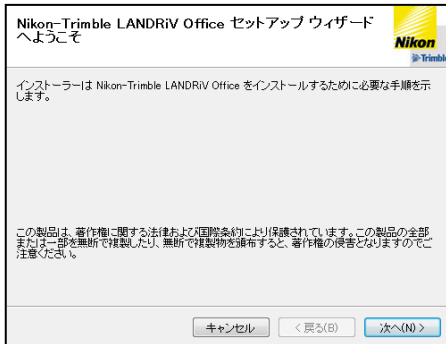 Nikon-Trimble LANDRiV Office セットアップ ウィザード
へようこそ
Nikon
Trimble
インストーラーは Nikon-Trimble LANDRiV Office をインストールするために必要な手順を示
します。
この製品は、著作権に関する法律および国際条約により保護されています。この製品の全部
または一部を無断で複製したり、無断で複製物を頒布すると、著作権の侵害となりますのでご
注意ください。
キャンセル
< 戻る(B)
次へ(N) >